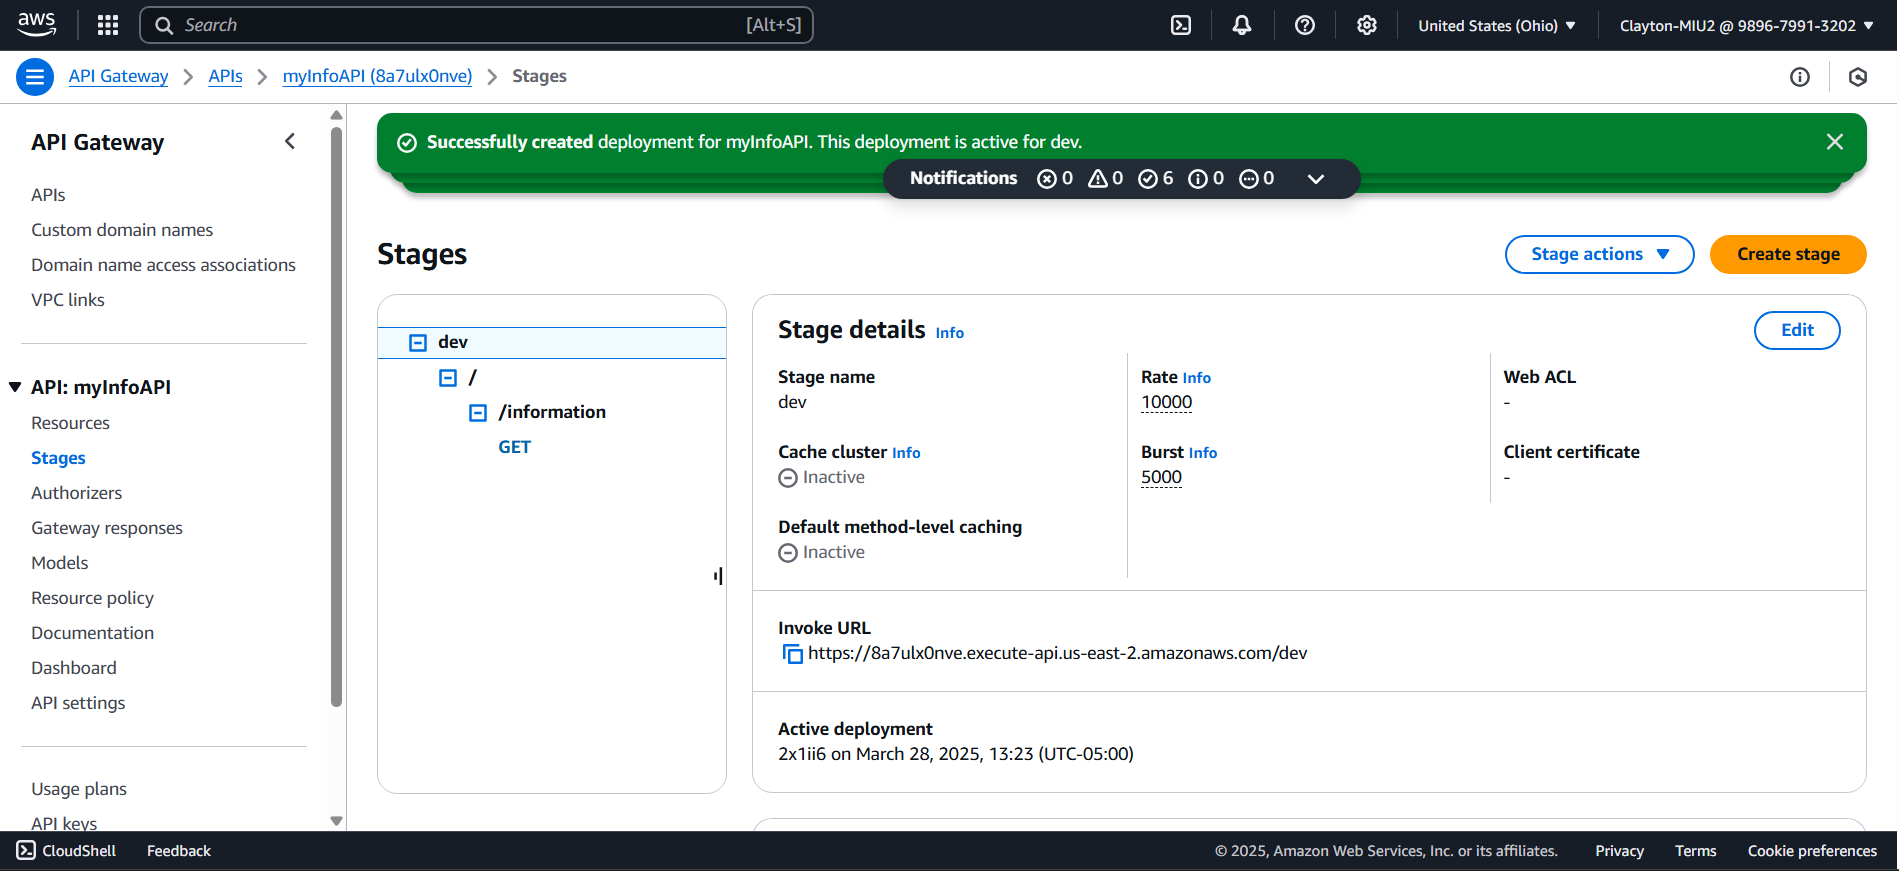 aws
Search [Alt+S]
United States (Ohio)
Clayton-MIU2 @ 9896-7991-3202
API Gateway
APIs
myInfoAPI (8a7ulx0nve)
Stages
API Gateway
APIs
Custom domain names
Domain name access associations
VPC links
API: myInfoAPI
Resources
Stages
Authorizers
Gateway responses
Models
Resource policy
Documentation
Dashboard
API settings
Usage plans
API keys
Successfully created deployment for myInfoAPI. This deployment is active for dev.
Notifications 0 0 6 0 0
Stages
Stage actions
Create stage
dev
/
/information
GET
Stage details Info
Edit
Stage name
dev
Rate Info
10000
Web ACL
-
Cache cluster Info
Inactive
Burst Info
5000
Client certificate
-
Default method-level caching
Inactive
Invoke URL
https://8a7ulx0nve.execute-api.us-east-2.amazonaws.com/dev
Active deployment
2x1ii6 on March 28, 2025, 13:23 (UTC-05:00)
CloudShell
Feedback
© 2025, Amazon Web Services, Inc. or its affiliates.
Privacy
Terms
Cookie preferences